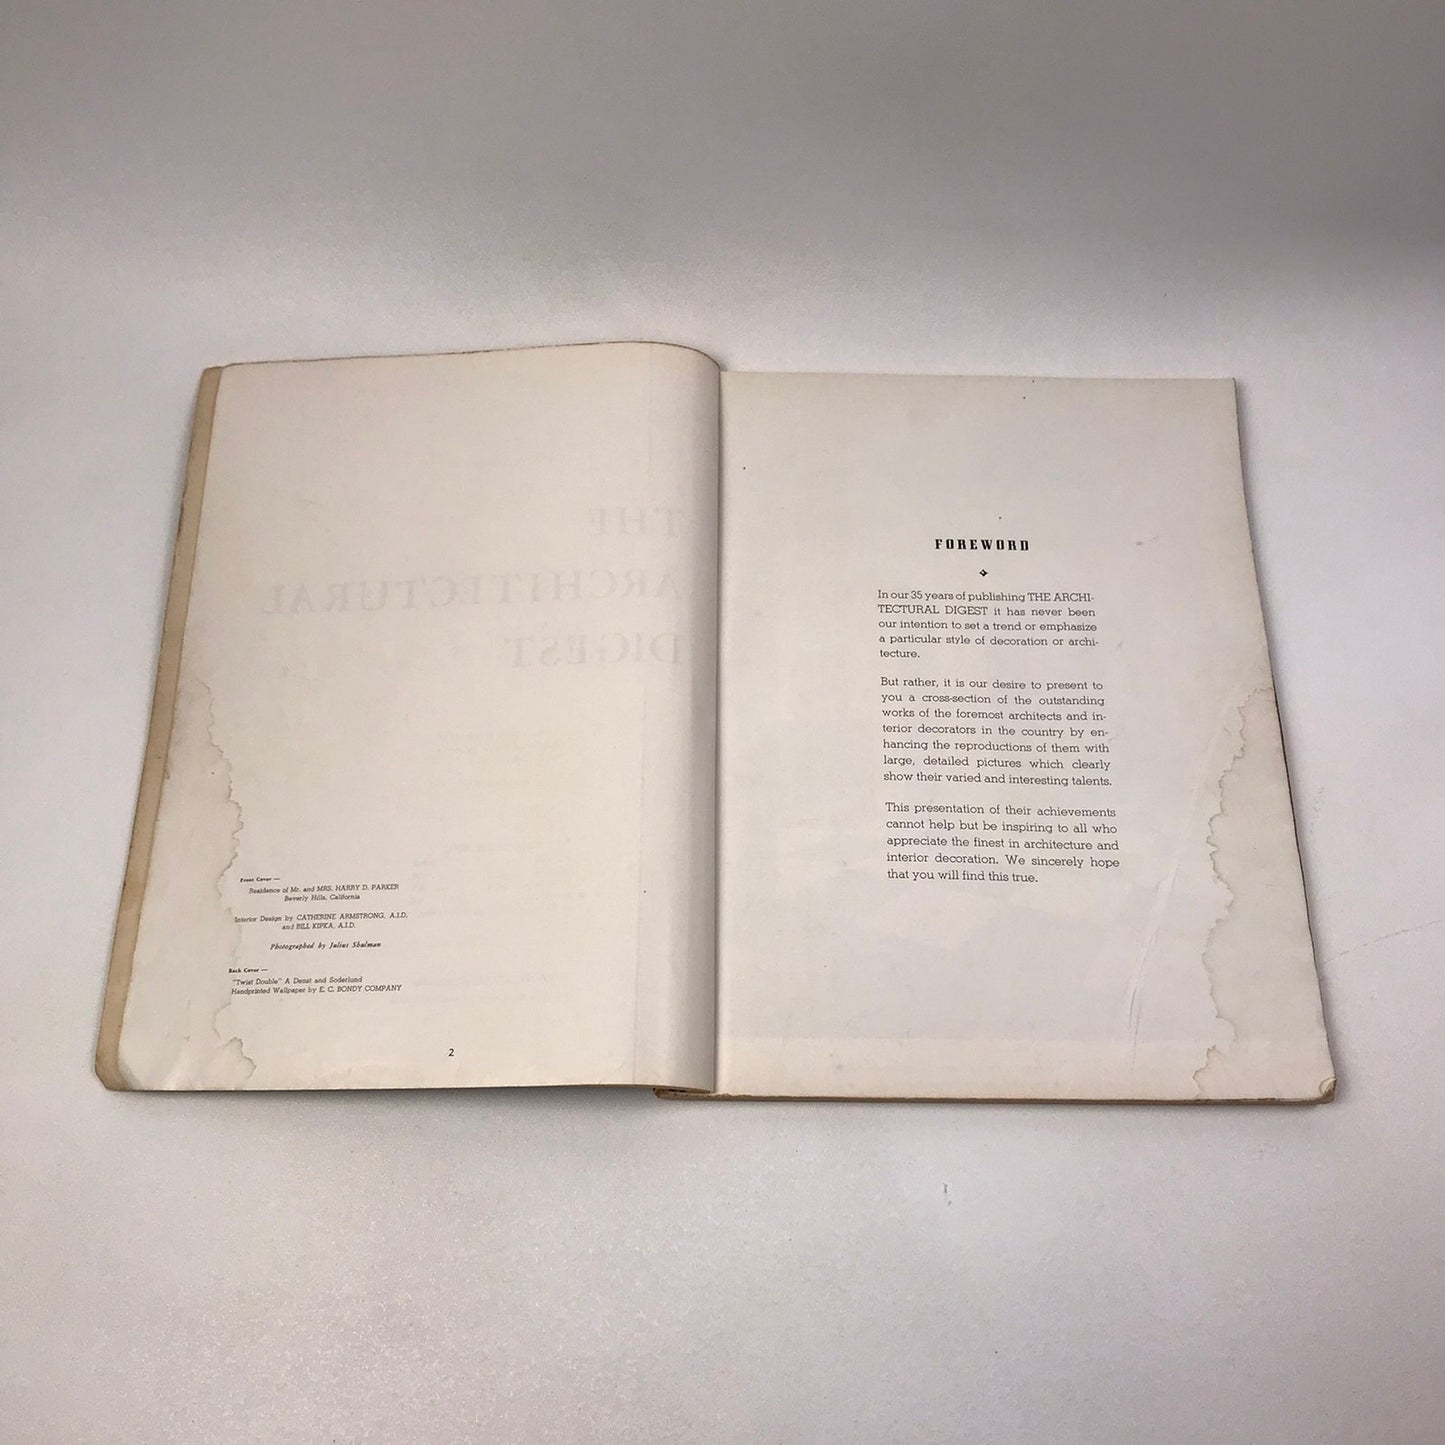 THE
ARCHITECTURAL
DIGEST
Front Cover —
Residence of Mr. and MRS. HARRY D. PARKER
Beverly Hills, California
Interior Design by CATHERINE ARMSTRONG, A.I.D.
and BILL KIPKA, A.I.D.
Photographed by Julius Shulman
Back Cover —
"Twist Double" A Denst and Soderlund
Handprinted Wallpaper by E. C. BONDY COMPANY
2
FOREWORD
In our 35 years of publishing THE ARCHI-
TECTURAL DIGEST it has never been
our intention to set a trend or emphasize
a particular style of decoration or archi-
tecture.
But rather, it is our desire to present to
you a cross-section of the outstanding
works of the foremost architects and in-
terior decorators in the country by en-
hancing the reproductions of them with
large, detailed pictures which clearly
show their varied and interesting talents.
This presentation of their achievements
cannot help but be inspiring to all who
appreciate the finest in architecture and
interior decoration. We sincerely hope
that you will find this true.